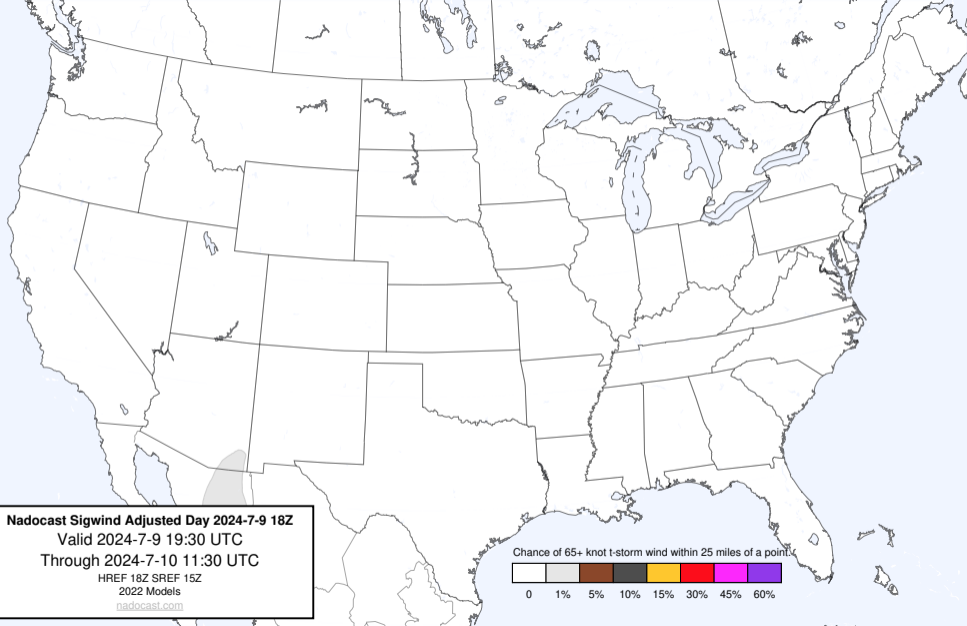 Nadocast Sigwind Adjusted Day 2024-7-9 18Z
Valid 2024-7-9 19:30 UTC
Through 2024-7-10 11:30 UTC
HREF 18Z SREF 15Z
2022 Models
nadocast.com
Chance of 65+ knot t-storm wind within 25 miles of a point.
0 1% 5% 10% 15% 30% 45% 60%